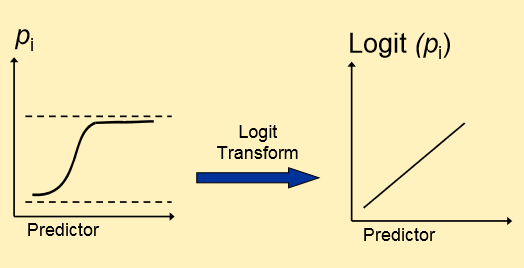 pi
Logit (pi)
Logit
Transform
Predictor
Predictor